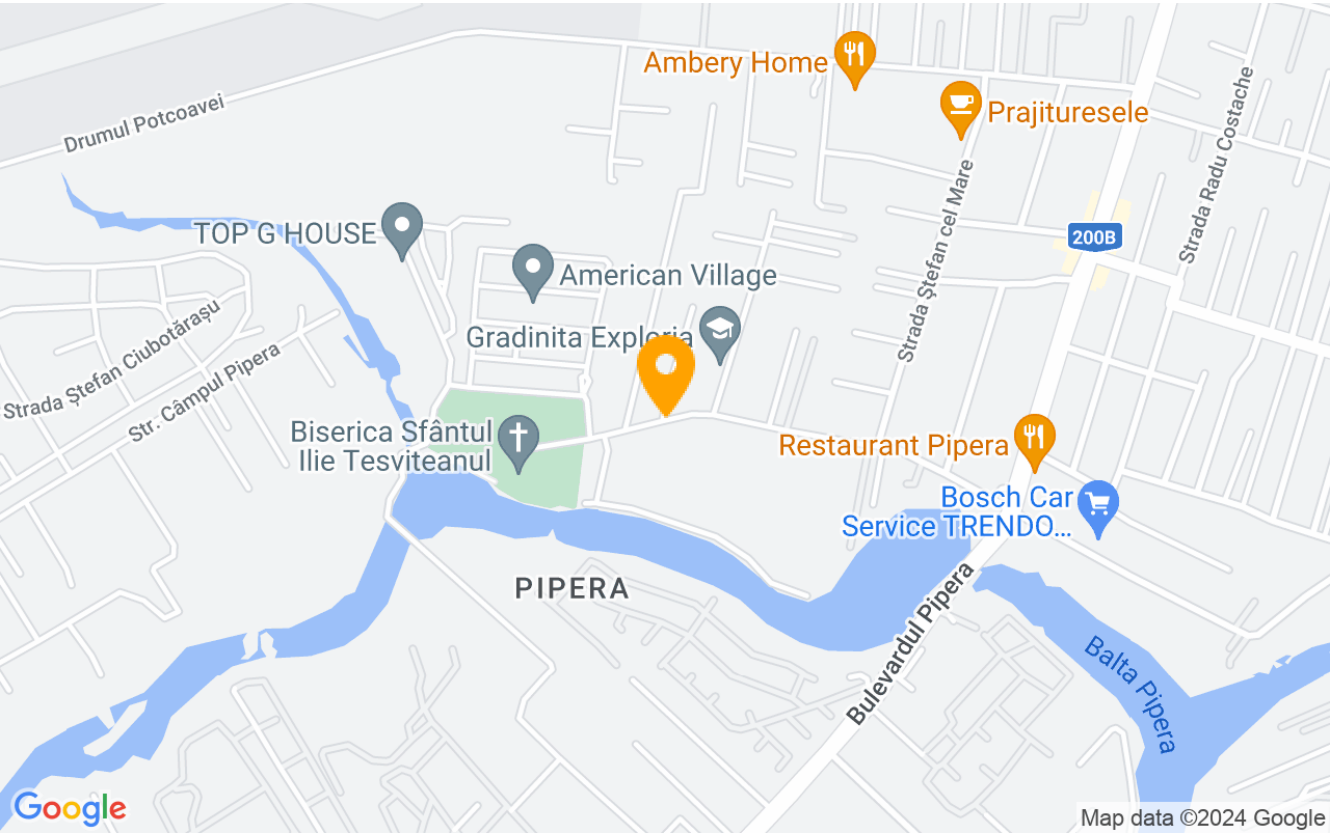 Ambery Home
Prajituresele
Drumul Potcoavei
Strada Radu Costache
Strada Ștefan cel Mare
TOP G HOUSE
200B
American Village
Gradinita Exploria
Strada Ștefan Ciubotărașu
Str. Câmpul Pipera
Biserica Sfântul
Ilie Tesviteanul
Restaurant Pipera
Bosch Car
Service TRENDO...
PIPERA
Bulevardul Pipera
Balta Pipera
Google
Map data ©2024 Google